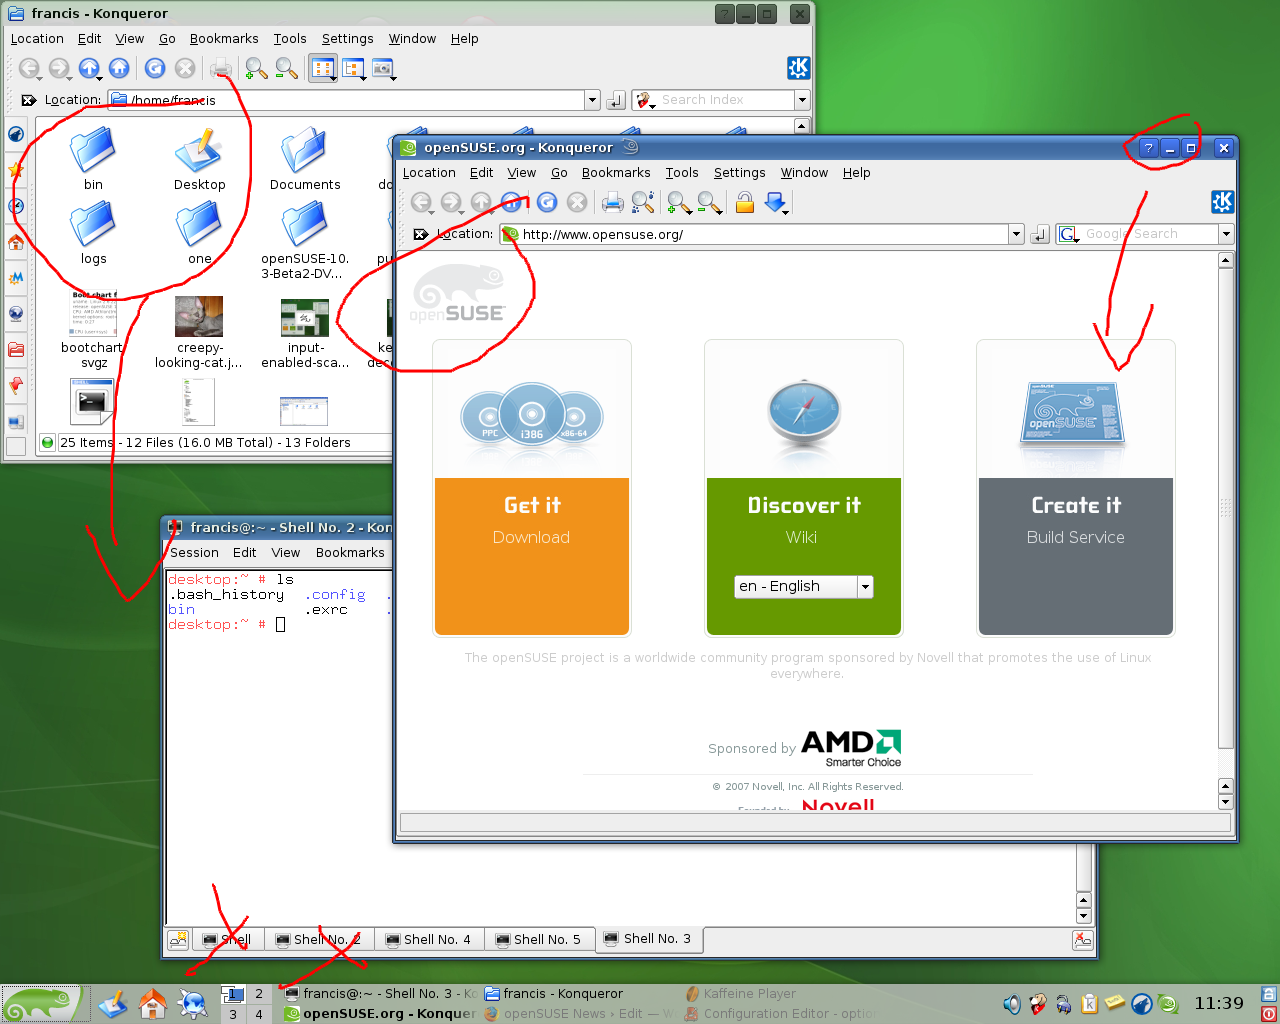 francis - Konqueror
Location Edit View Go Bookmarks Tools Settings Window Help
Location: /home/francis
Search Index
bin
Desktop
Documents
logs
one
openSUSE-10.
3-Beta2-DV...
bootchart
svgz
creepy-
looking-cat.j...
input-
enabled-sca...
25 Items - 12 Files (16.0 MB Total) - 13 Folders
openSUSE.org - Konqueror
Location Edit View Go Bookmarks Tools Settings Window Help
Location: http://www.opensuse.org/
Google Search
openSUSE
PPC
i386
x86-64
openSUSE
Get it
Download
Discover it
Wiki
en - English
Create it
Build Service
The openSUSE project is a worldwide community program sponsored by Novell that promotes the use of Linux
everywhere.
Sponsored by AMD
Smarter Choice
© 2007 Novell, Inc. All Rights Reserved.
Founded by Novell
francis@:~ - Shell No. 2 - Kon
Session Edit View Bookmarks
desktop:~ # ls
.bash_history .config
bin .exrc
desktop:~ #
Shell
Shell No. 2
Shell No. 4
Shell No. 5
Shell No. 3
1 2
3 4
francis@:~ - Shell No. 3 - Ko
francis - Konqueror
Kaffeine Player
openSUSE.org - Konquer
openSUSE News › Edit — W
Configuration Editor - option
11:39